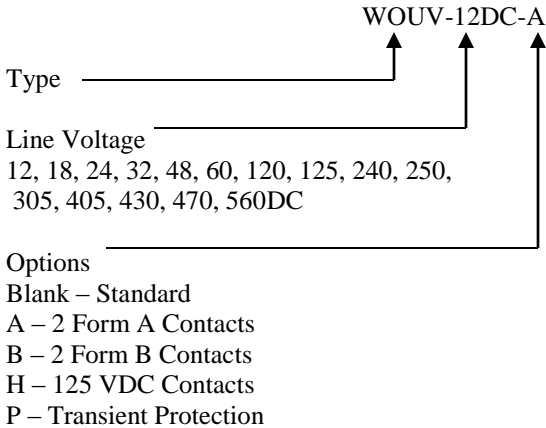 WOUV-12DC-A
Type
Line Voltage
12, 18, 24, 32, 48, 60, 120, 125, 240, 250,
305, 405, 430, 470, 560DC
Options
Blank – Standard
A – 2 Form A Contacts
B – 2 Form B Contacts
H – 125 VDC Contacts
P – Transient Protection